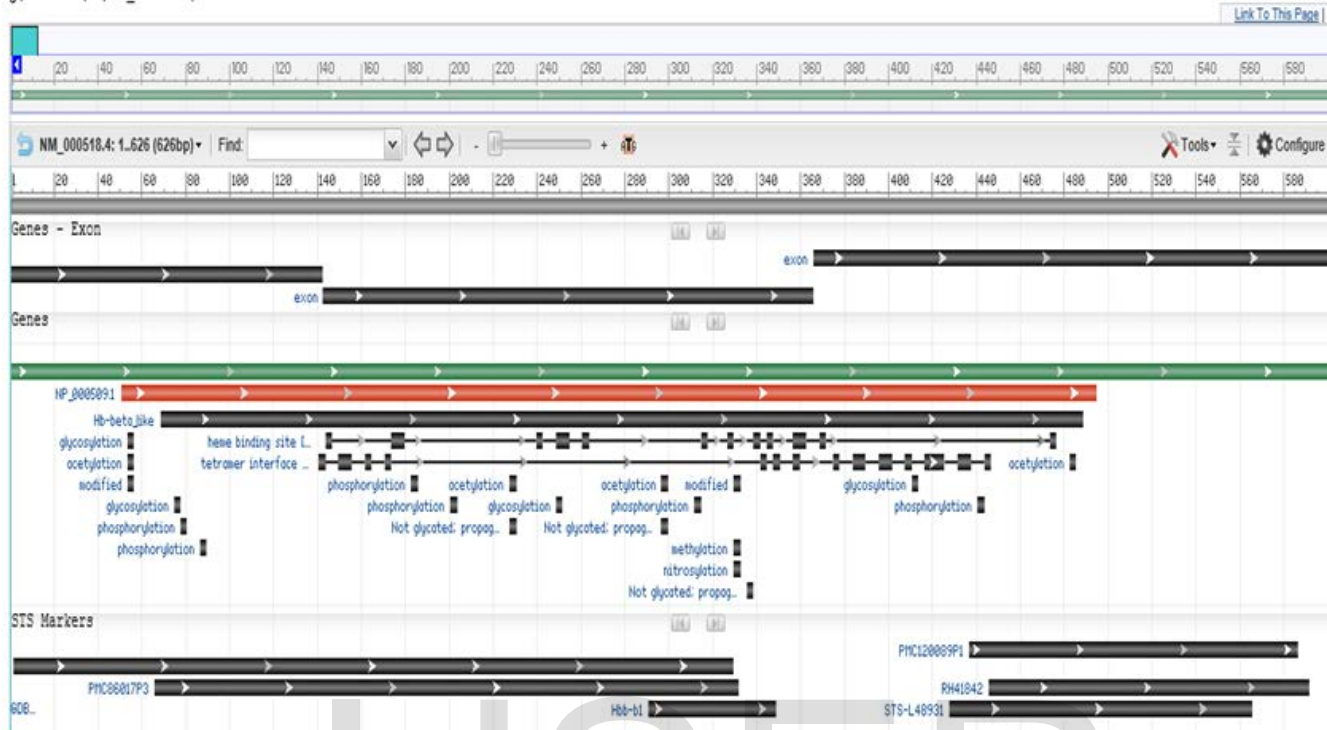 Link To This Page |
20 40 60 80 100 120 140 160 180 200 220 240 260 280 300 320 340 360 380 400 420 440 460 480 500 520 540 560 580
NM_000518.4: 1..626 (626bp) Find: - + ATG Tools Configure
1 20 40 60 80 100 120 140 160 180 200 220 240 260 280 300 320 340 360 380 400 420 440 460 480 500 520 540 560 580
Genes - Exon
exon
exon
Genes
NP_000509.1
Hb-beta_like
glycosylation heme binding site [...
acetylation tetramer interface ... acetylation
modified phosphorylation acetylation acetylation modified glycosylation
glycosylation phosphorylation glycosylation phosphorylation phosphorylation
phosphorylation Not glycated; propag... Not glycated; propag...
phosphorylation methylation
nitrosylation
Not glycated; propag...
STS Markers
PMC120089P1
PMC86017P3 RH41842
GDB... Hbb-b1 STS-L48931